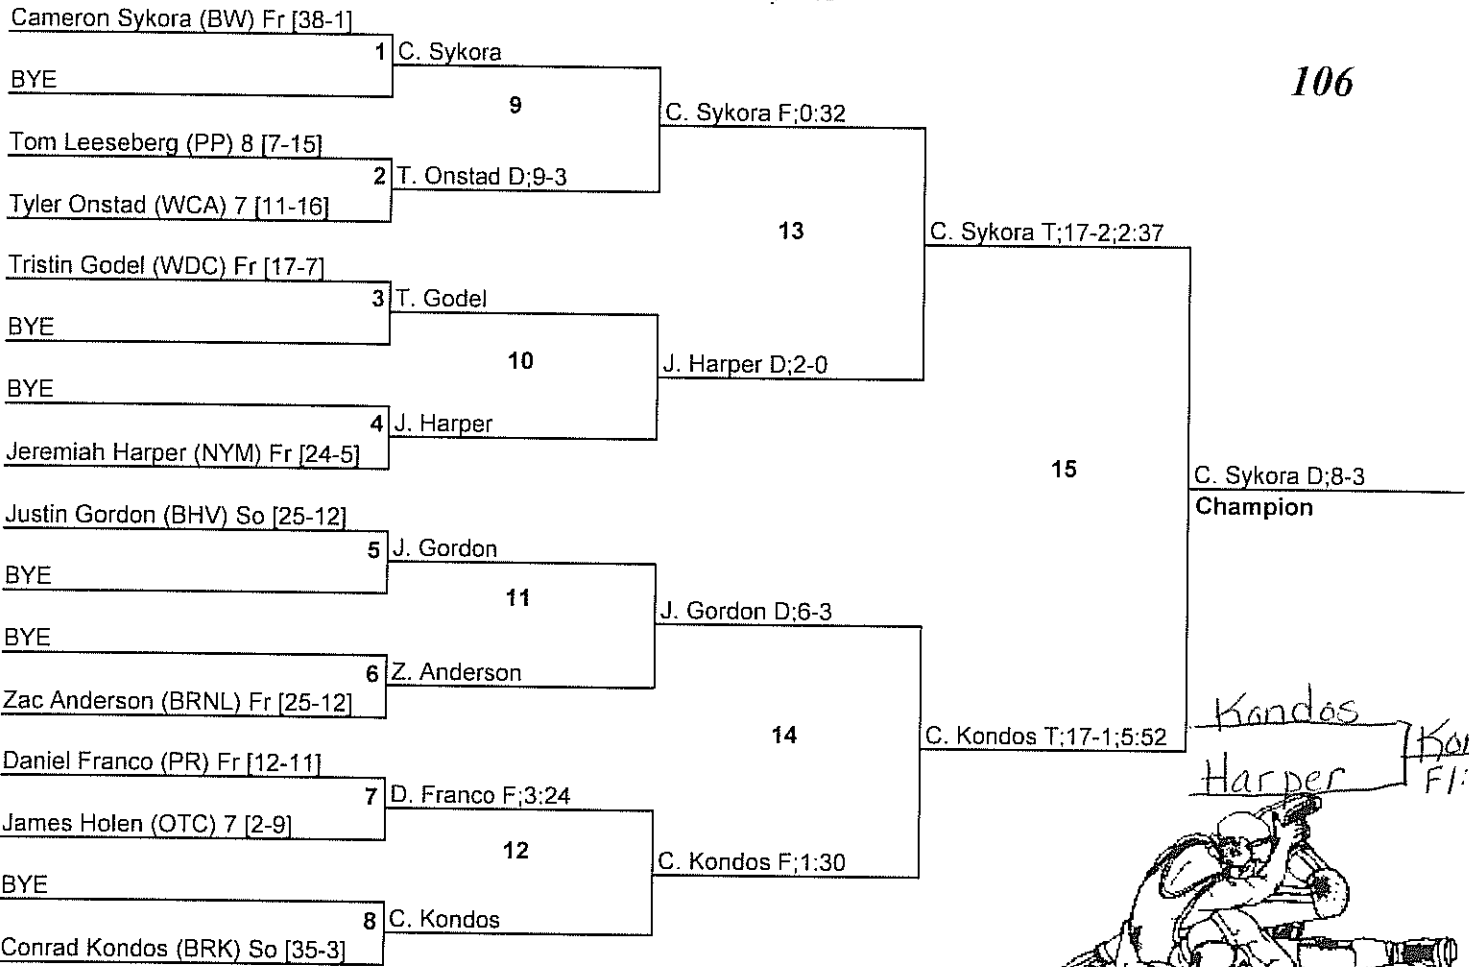 Cameron Sykora (BW) Fr [38-1]
1 C. Sykora
BYE
9
C. Sykora F;0:32
106
Tom Leeseberg (PP) 8 [7-15]
2 T. Onstad D;9-3
Tyler Onstad (WCA) 7 [11-16]
13
C. Sykora T;17-2;2:37
Tristin Godel (WDC) Fr [17-7]
3 T. Godel
BYE
10
J. Harper D;2-0
BYE
4 J. Harper
Jeremiah Harper (NYM) Fr [24-5]
15
C. Sykora D;8-3
Champion
Justin Gordon (BHV) So [25-12]
5 J. Gordon
BYE
11
J. Gordon D;6-3
BYE
6 Z. Anderson
Zac Anderson (BRNL) Fr [25-12]
14
C. Kondos T;17-1;5:52
Kondos
Harper
Daniel Franco (PR) Fr [12-11]
7 D. Franco F;3:24
James Holen (OTC) 7 [2-9]
12
C. Kondos F;1:30
BYE
8 C. Kondos
Conrad Kondos (BRK) So [35-3]